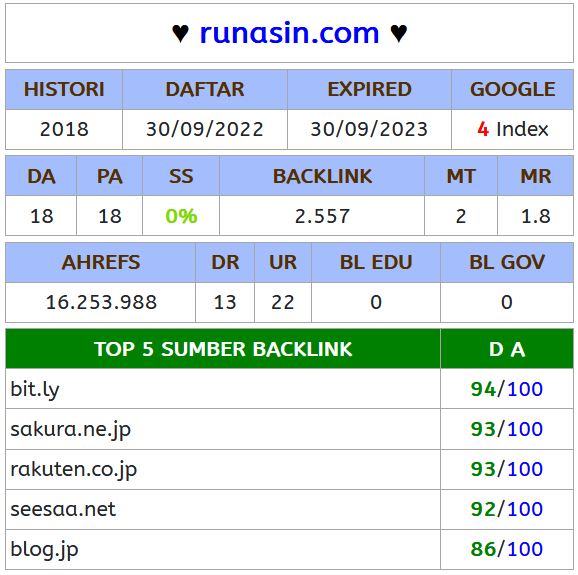 ♥ runasin.com ♥
HISTORI DAFTAR EXPIRED GOOGLE
2018 30/09/2022 30/09/2023 4 Index
DA PA SS BACKLINK MT MR
18 18 0% 2.557 2 1.8
AHREFS DR UR BL EDU BL GOV
16.253.988 13 22 0 0
TOP 5 SUMBER BACKLINK D A
bit.ly 94/100
sakura.ne.jp 93/100
rakuten.co.jp 93/100
seesaa.net 92/100
blog.jp 86/100